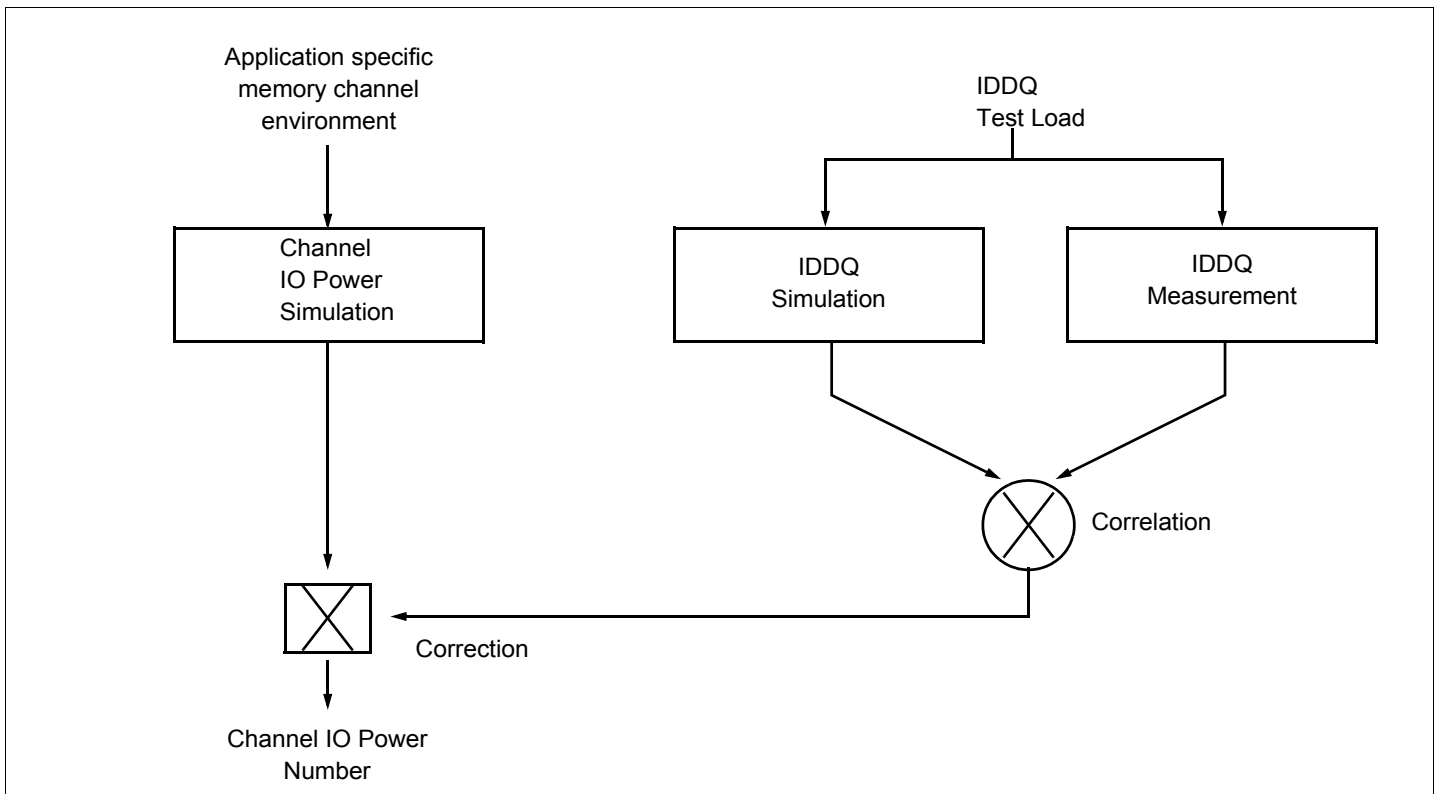 Application specific
memory channel
environment
IDDQ
Test Load
Channel
IO Power
Simulation
IDDQ
Simulation
IDDQ
Measurement
Correlation
Correction
Channel IO Power
Number